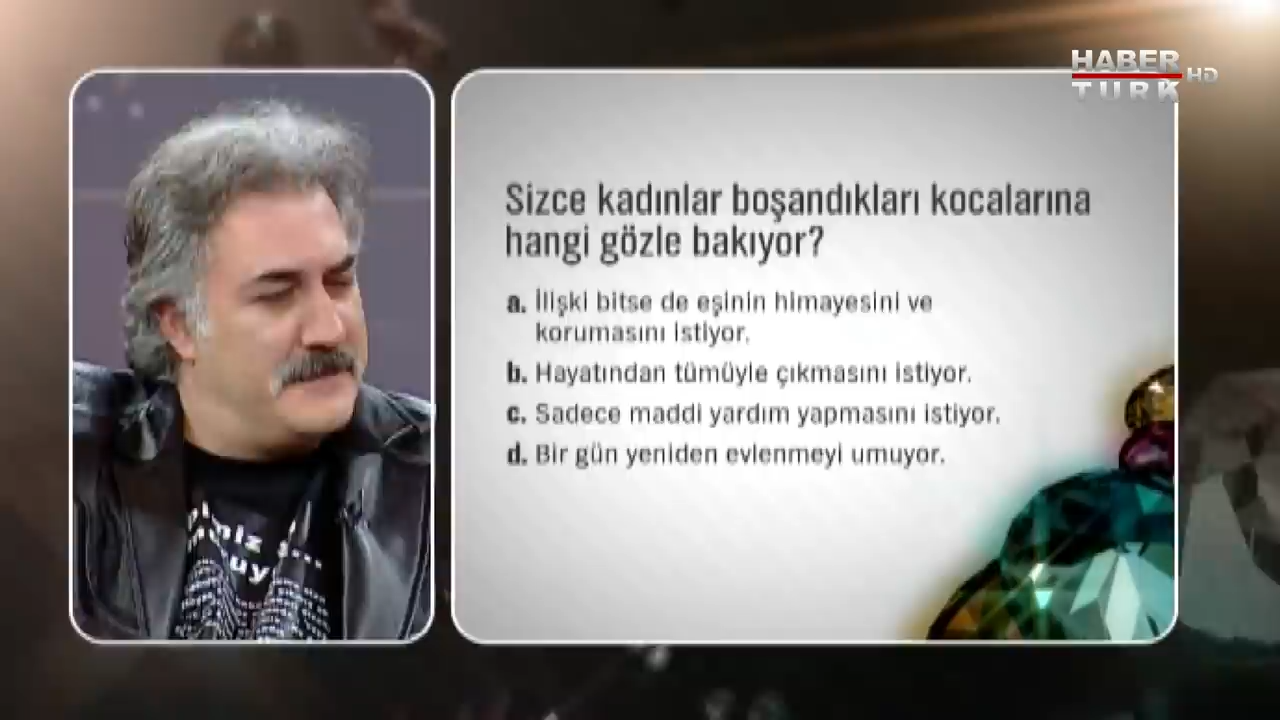 HABER
TURK HD
Sizce kadınlar boşandıkları kocalarına
hangi gözle bakıyor?
a. İlişki bitse de eşinin himayesini ve
korumasını istiyor.
b. Hayatından tümüyle çıkmasını istiyor.
c. Sadece maddi yardım yapmasını istiyor.
d. Bir gün yeniden evlenmeyi umuyor.